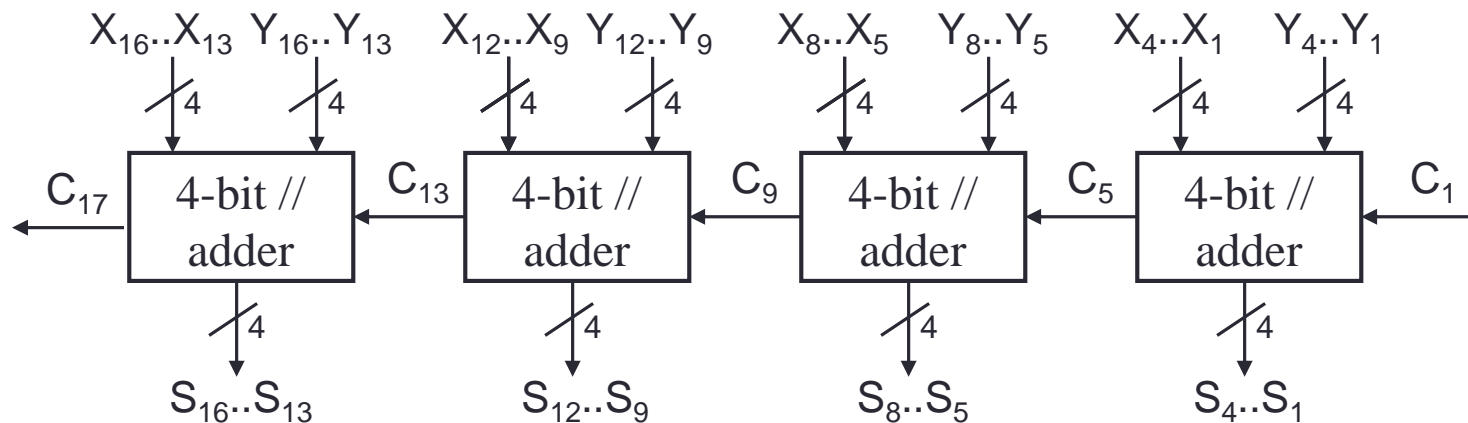 X₁₆..X₁₃ Y₁₆..Y₁₃ X₁₂..X₉ Y₁₂..Y₉ X₈..X₅ Y₈..Y₅ X₄..X₁ Y₄..Y₁
4 4 4 4 4 4 4 4
C₁₇ 4-bit // C₁₃ 4-bit // C₉ 4-bit // C₅ 4-bit // C₁
adder adder adder adder
4 4 4 4
S₁₆..S₁₃ S₁₂..S₉ S₈..S₅ S₄..S₁